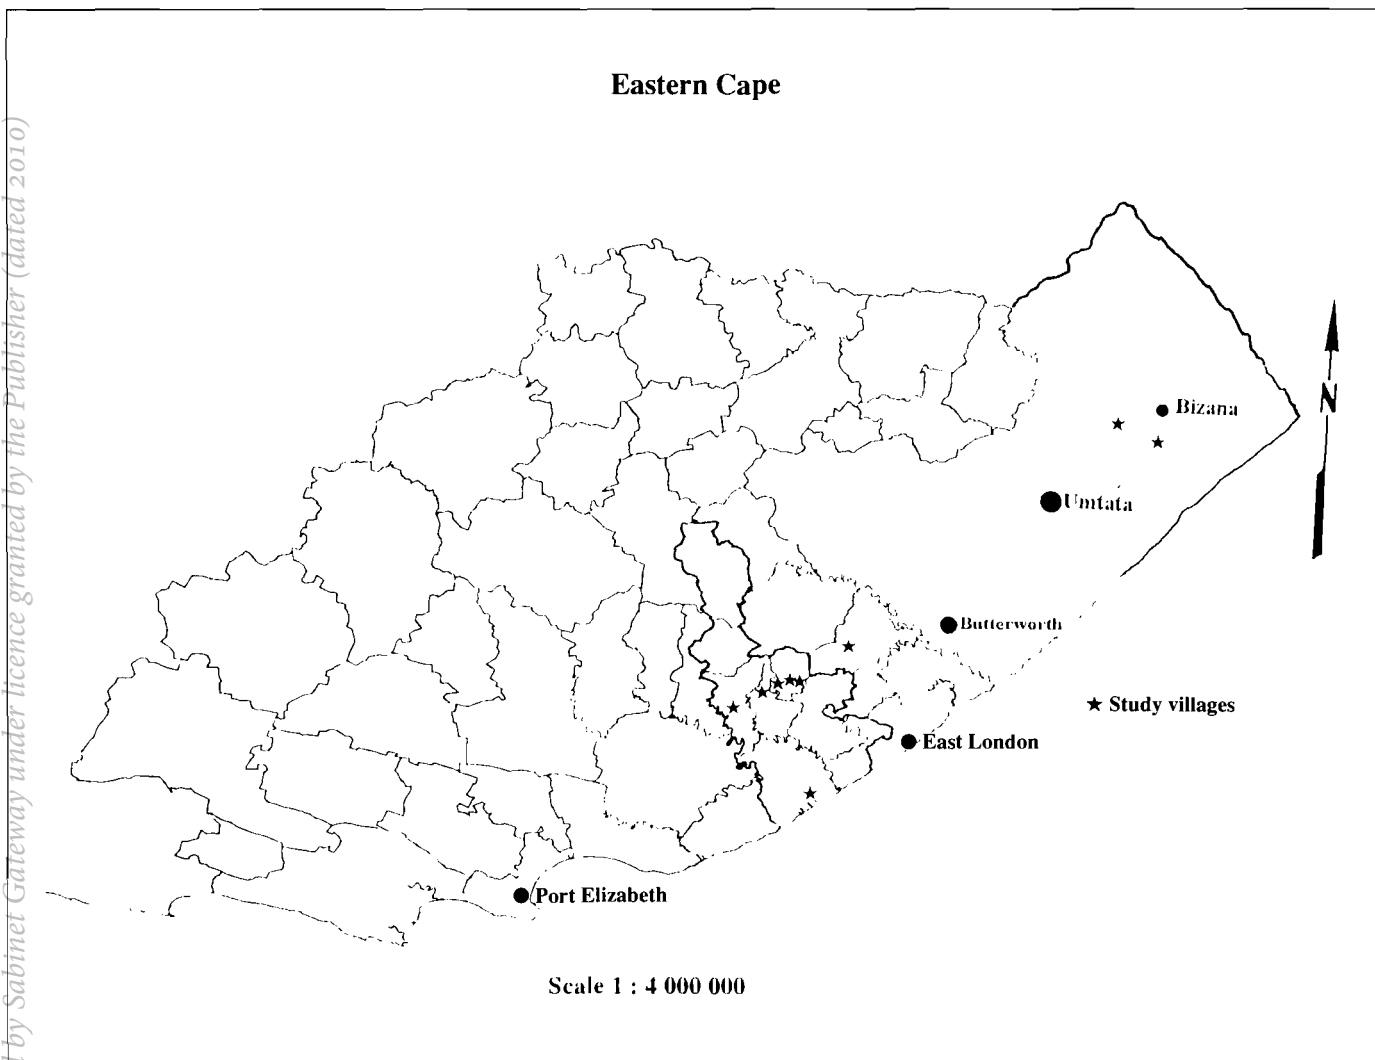 Eastern Cape
d by Sabinet Gateway under licence granted by the Publisher (dated 2010)
N
Bizana
Umtata
Butterworth
Study villages
East London
Port Elizabeth
Scale 1 : 4 000 000